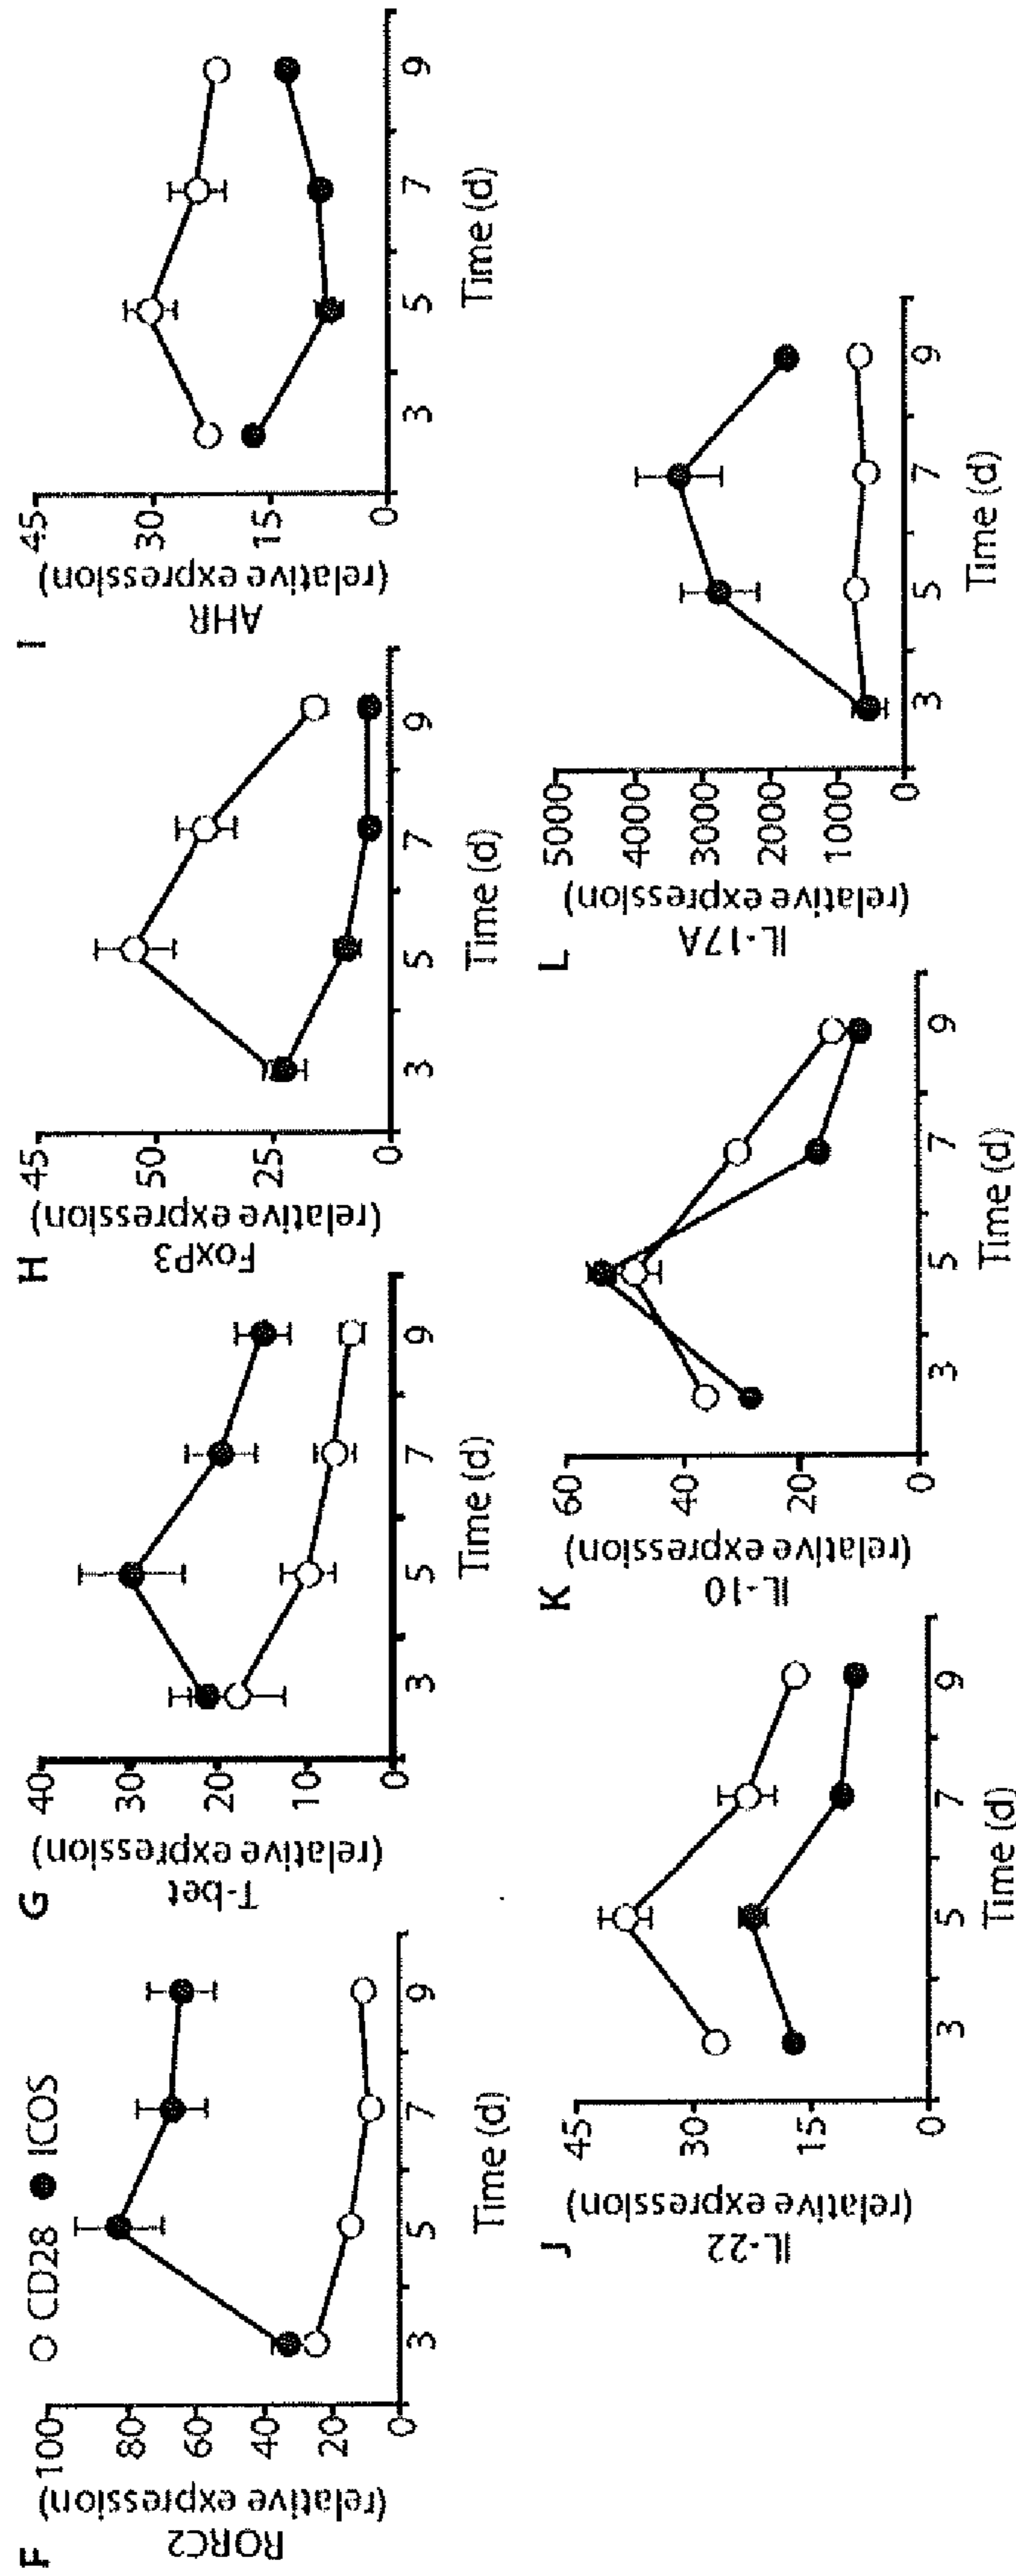 F
RORC2
(relative expression)
100
80
60
40
20
0
○ CD28 ● ICOS
3 5 7 9
Time (d)
G
T-bet
(relative expression)
40
30
20
10
0
3 5 7 9
Time (d)
H
FoxP3
(relative expression)
45
50
25
0
3 5 7 9
Time (d)
I
AHR
(relative expression)
45
30
15
0
3 5 7 9
Time (d)
J
IL-22
(relative expression)
45
30
15
0
3 5 7 9
Time (d)
K
IL-10
(relative expression)
60
40
20
0
3 5 7 9
Time (d)
L
IL-17A
(relative expression)
5000
4000
3000
2000
1000
0
3 5 7 9
Time (d)